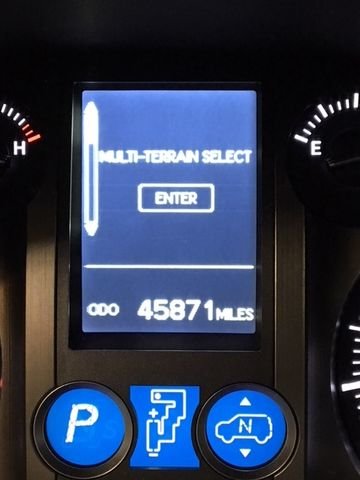 H
E
MULTI-TERRAIN SELECT
ENTER
ODO 45871 MILES
P
+
N